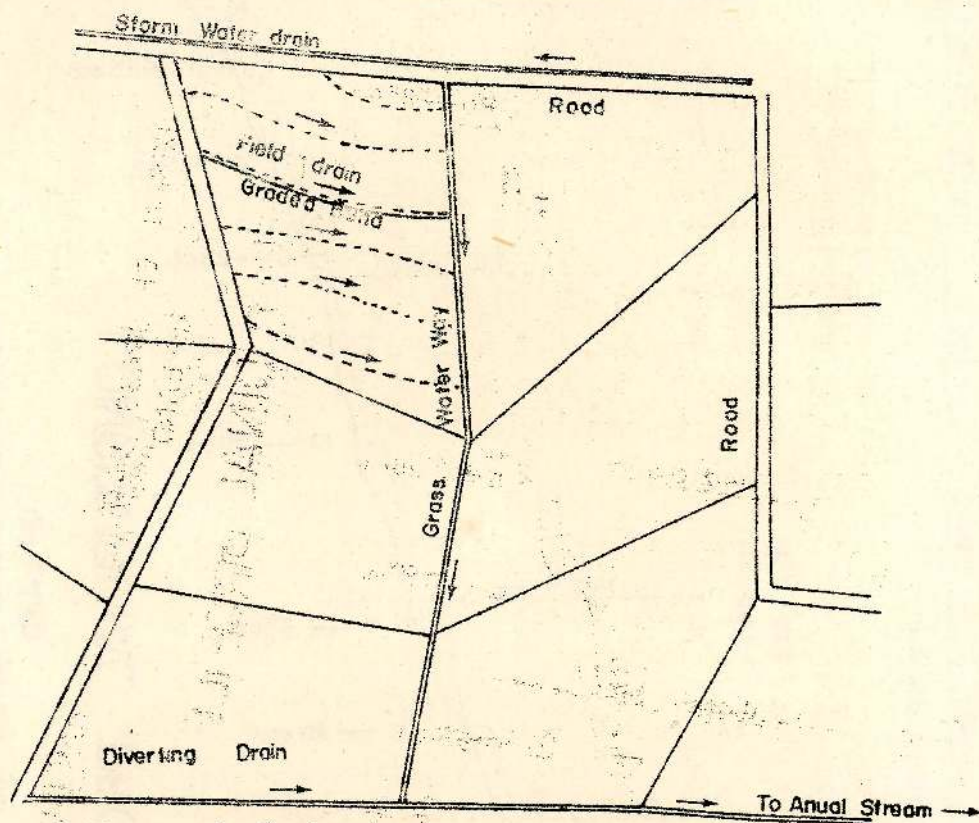 Storm Water drain
Road
Field drain
Graded Bund
Water Way
Road
Grass
Diverting Drain
To Anual Stream